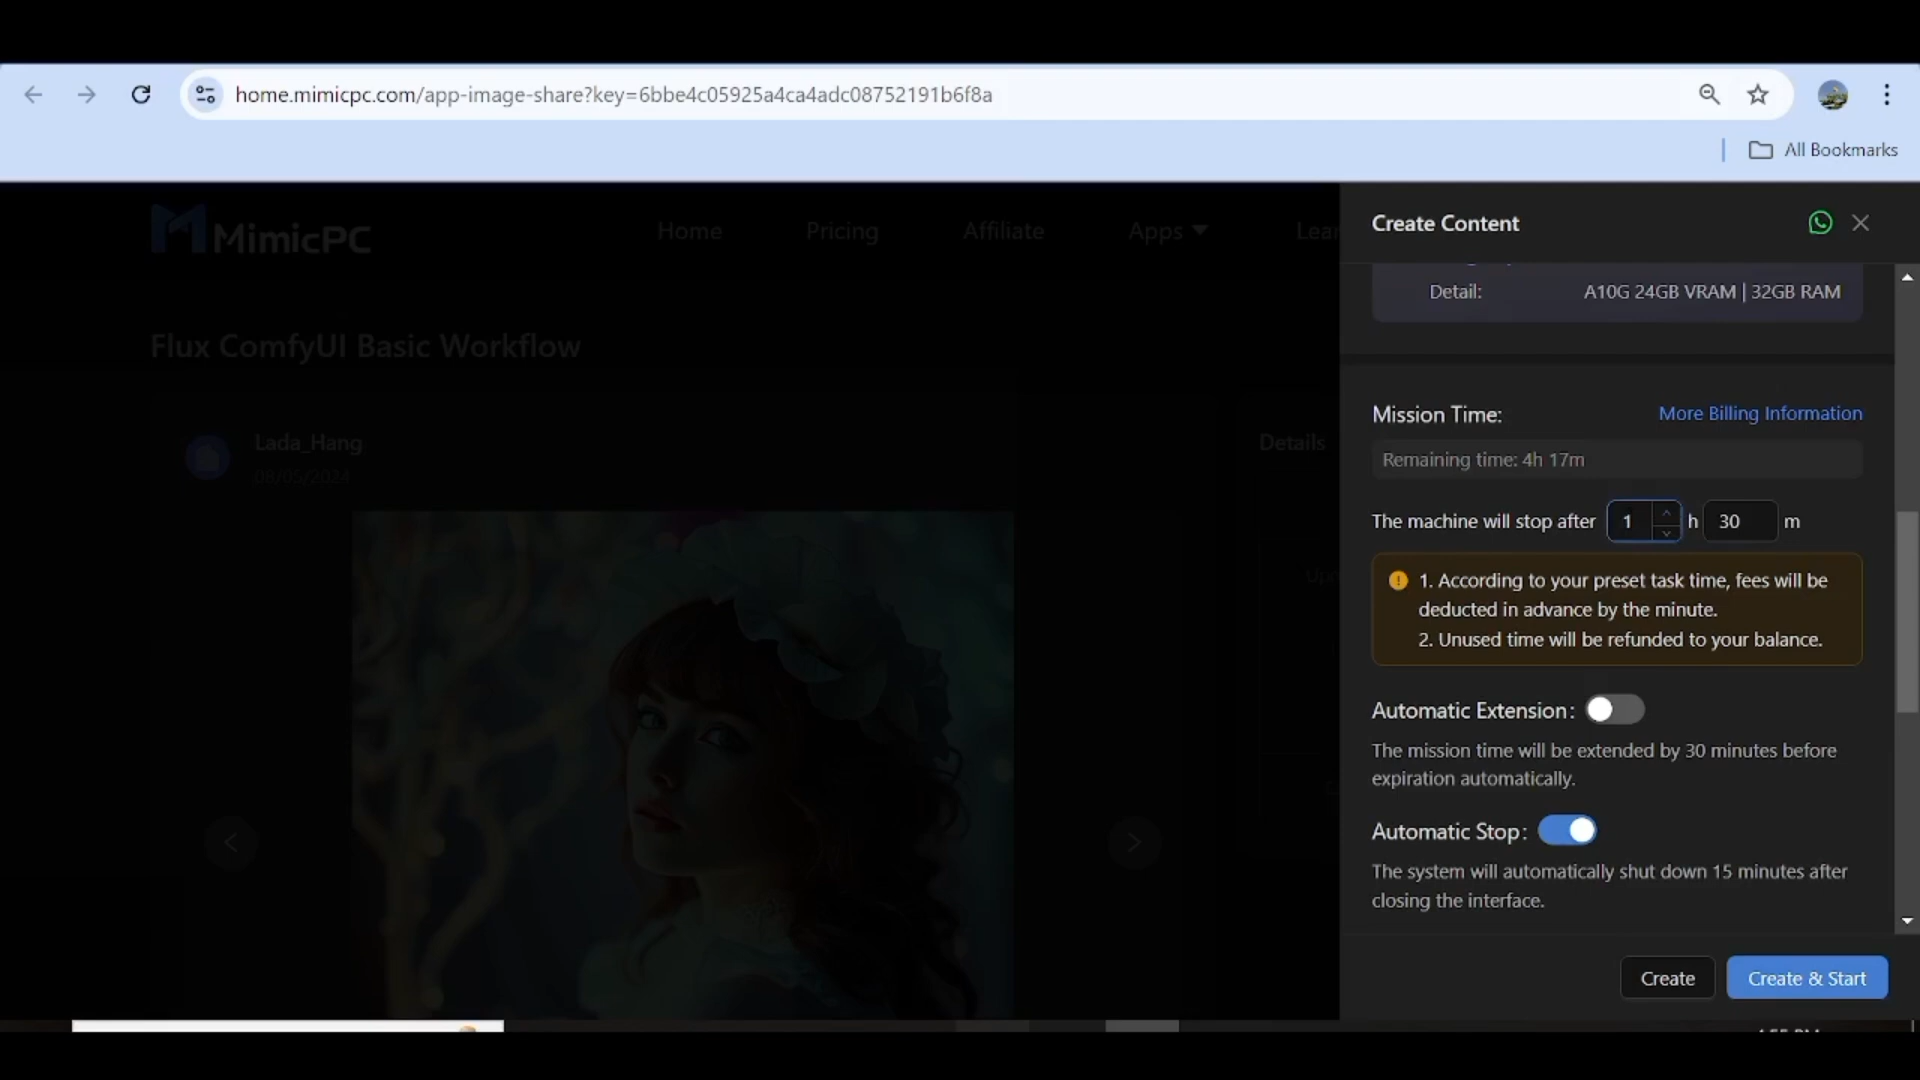 home.mimicpc.com/app-image-share?key=6bbe4c05925a4ca4adc08752191b6f8a
All Bookmarks
MimicPC
Home
Pricing
Affiliate
Apps
Lear
Create Content
Detail:
A10G 24GB VRAM | 32GB RAM
Flux ComfyUI Basic Workflow
Lada_Hang
08/05/2024
Details
Mission Time:
More Billing Information
Remaining time: 4h 17m
The machine will stop after 1 h 30 m
1. According to your preset task time, fees will be
deducted in advance by the minute.
2. Unused time will be refunded to your balance.
Automatic Extension:
The mission time will be extended by 30 minutes before
expiration automatically.
Automatic Stop:
The system will automatically shut down 15 minutes after
closing the interface.
Create
Create & Start